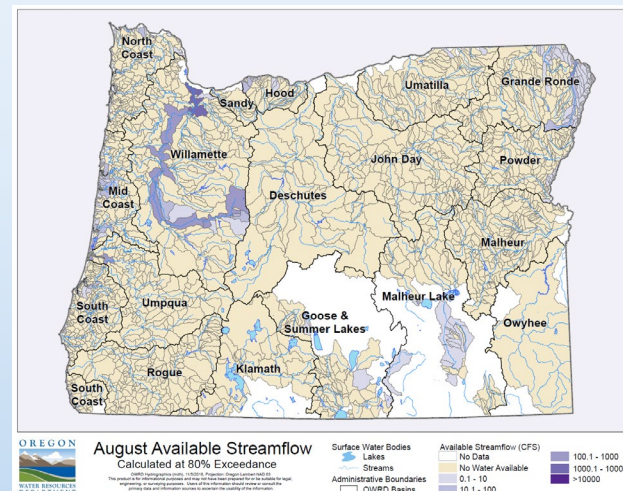 North
Coast
Hood
Sandy
Umatilla
Grande Ronde
Willamette
John Day
Powder
Deschutes
Mid
Coast
Malheur
Malheur Lake
Umpqua
South
Coast
Goose &
Summer Lakes
Owyhee
Klamath
Rogue
South
Coast
OREGON
WATER RESOURCES
August Available Streamflow
Calculated at 80% Exceedance
Surface Water Bodies
Lakes
Streams
Administrative Boundaries
OWRD Basins
Available Streamflow (CFS)
No Data
No Water Available
0.1 - 10
10.1 - 100
100.1 - 1000
1000.1 - 10000
>10000